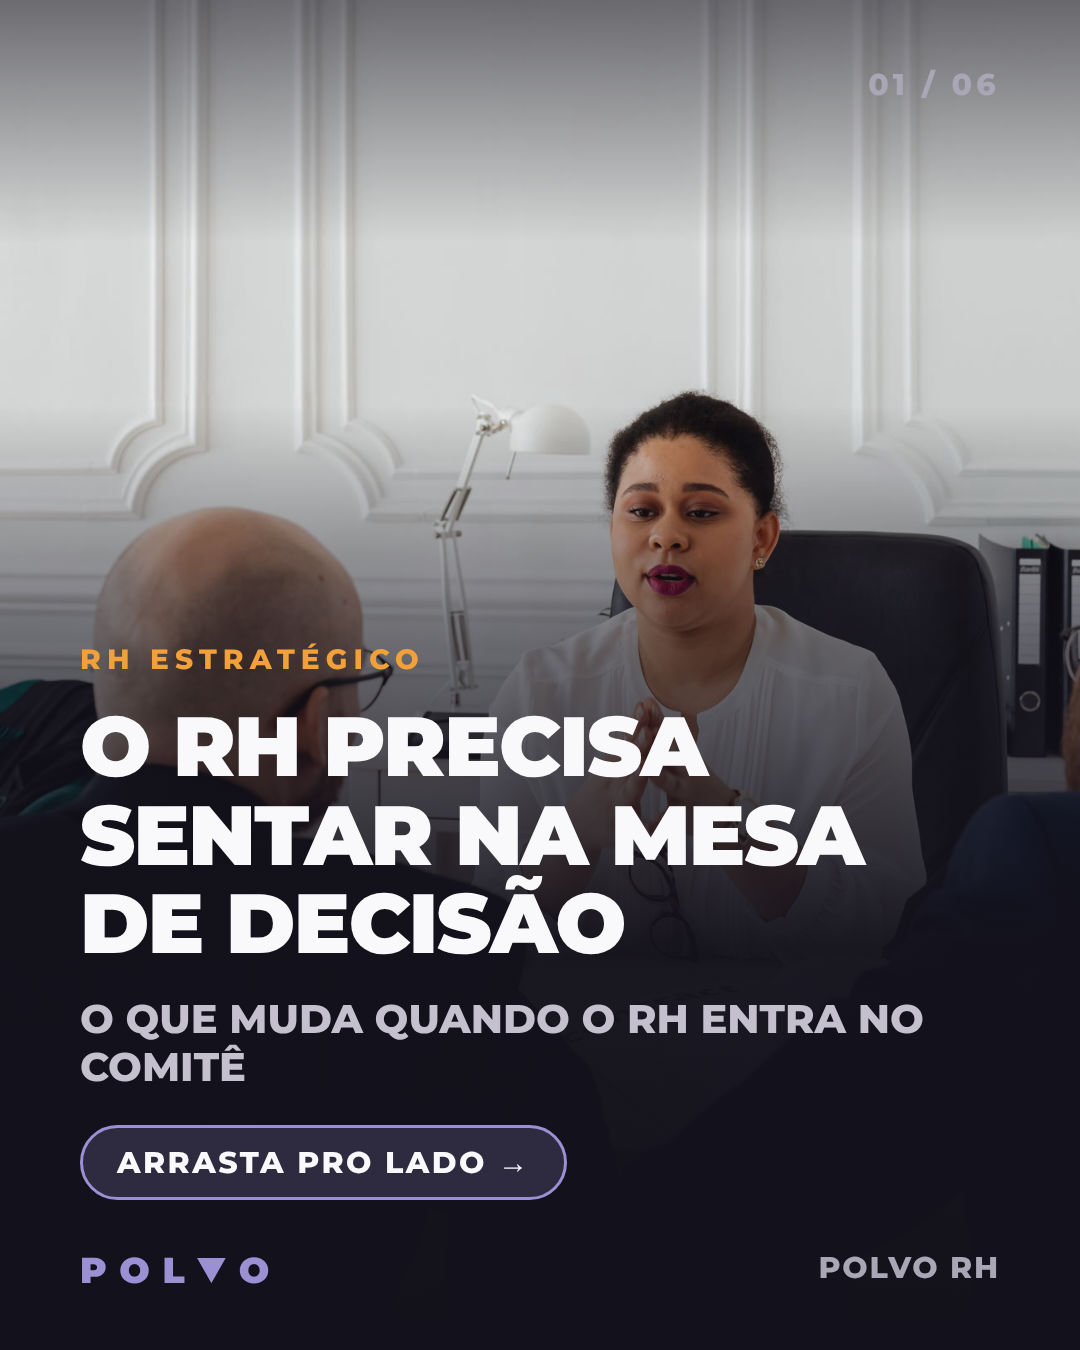 01 / 06
RH ESTRATÉGICO
O RH PRECISA
SENTAR NA MESA
DE DECISÃO
O QUE MUDA QUANDO O RH ENTRA NO
COMITÊ
ARRASTA PRO LADO →
POLVO
POLVO RH